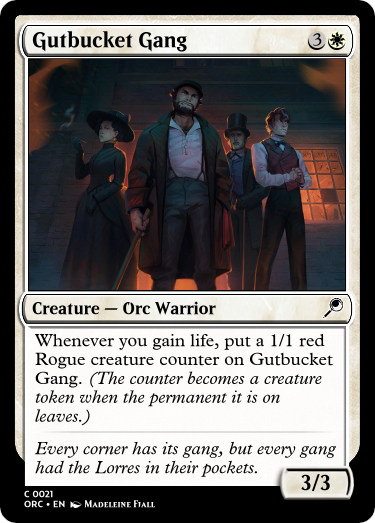 Gutbucket Gang 3
Creature — Orc Warrior
Whenever you gain life, put a 1/1 red
Rogue creature counter on Gutbucket
Gang. (The counter becomes a creature
token when the permanent it is on
leaves.)
Every corner has its gang, but every gang
had the Lorres in their pockets.
3/3
C 0021
ORC • EN MADELEINE FIALL